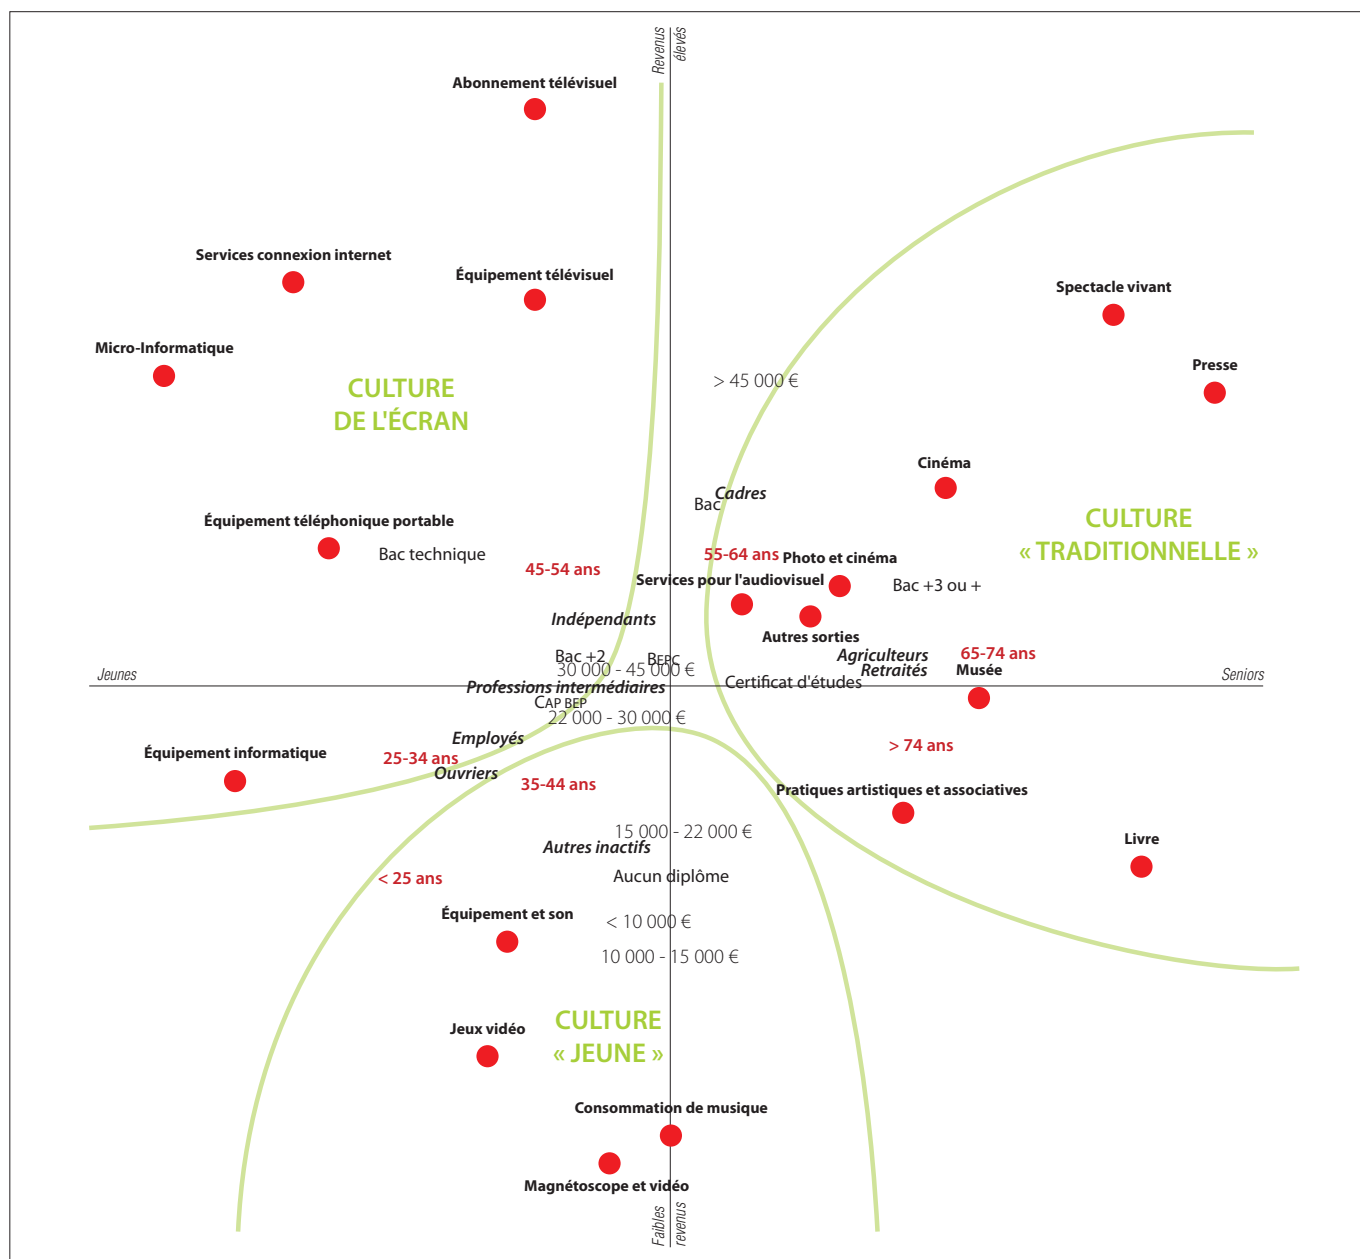 Revenus
élevés
Abonnement télévisuel
Services connexion internet
Équipement télévisuel
Spectacle vivant
Micro-Informatique
Presse
CULTURE
DE L'ÉCRAN
> 45 000 €
Cinéma
Cadres
Bac
Équipement téléphonique portable
CULTURE
« TRADITIONNELLE »
Bac technique
55-64 ans
Photo et cinéma
45-54 ans
Services pour l'audiovisuel
Bac +3 ou +
Indépendants
Autres sorties
Bac +2
BEPC
Agriculteurs
65-74 ans
30 000 - 45 000 €
Retraités
Musée
Jeunes
Seniors
Professions intermédiaires
Certificat d'études
CAP BEP
22 000 - 30 000 €
Employés
> 74 ans
Équipement informatique
25-34 ans
Ouvriers
35-44 ans
Pratiques artistiques et associatives
15 000 - 22 000 €
Livre
Autres inactifs
< 25 ans
Aucun diplôme
Équipement et son
< 10 000 €
10 000 - 15 000 €
CULTURE
« JEUNE »
Jeux vidéo
Consommation de musique
Magnétoscope et vidéo
Faibles
revenus